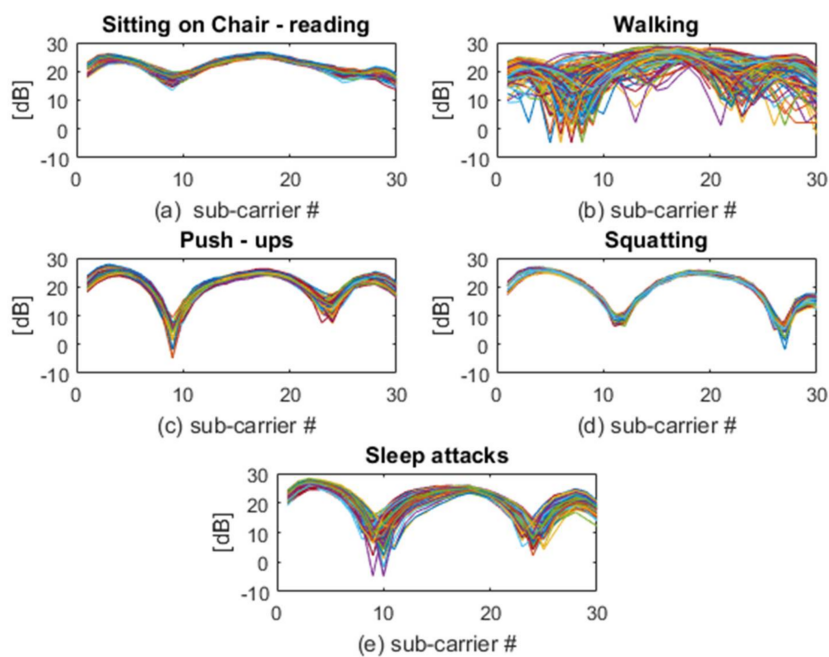 Sitting on Chair - reading
30
20
10
0
-10
[dB]
0 10 20 30
(a) sub-carrier #
Walking
30
20
10
0
-10
[dB]
0 10 20 30
(b) sub-carrier #
Push - ups
30
20
10
0
-10
[dB]
0 10 20 30
(c) sub-carrier #
Squatting
30
20
10
0
-10
[dB]
0 10 20 30
(d) sub-carrier #
Sleep attacks
30
20
10
0
-10
[dB]
0 10 20 30
(e) sub-carrier #